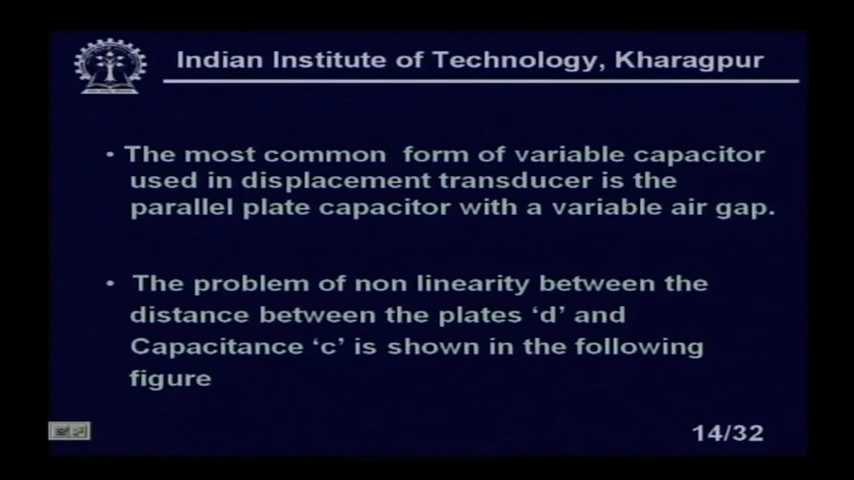 Indian Institute of Technology, Kharagpur
• The most common form of variable capacitor
used in displacement transducer is the
parallel plate capacitor with a variable air gap.
• The problem of non linearity between the
distance between the plates ‘d’ and
Capacitance ‘c’ is shown in the following
figure
14/32